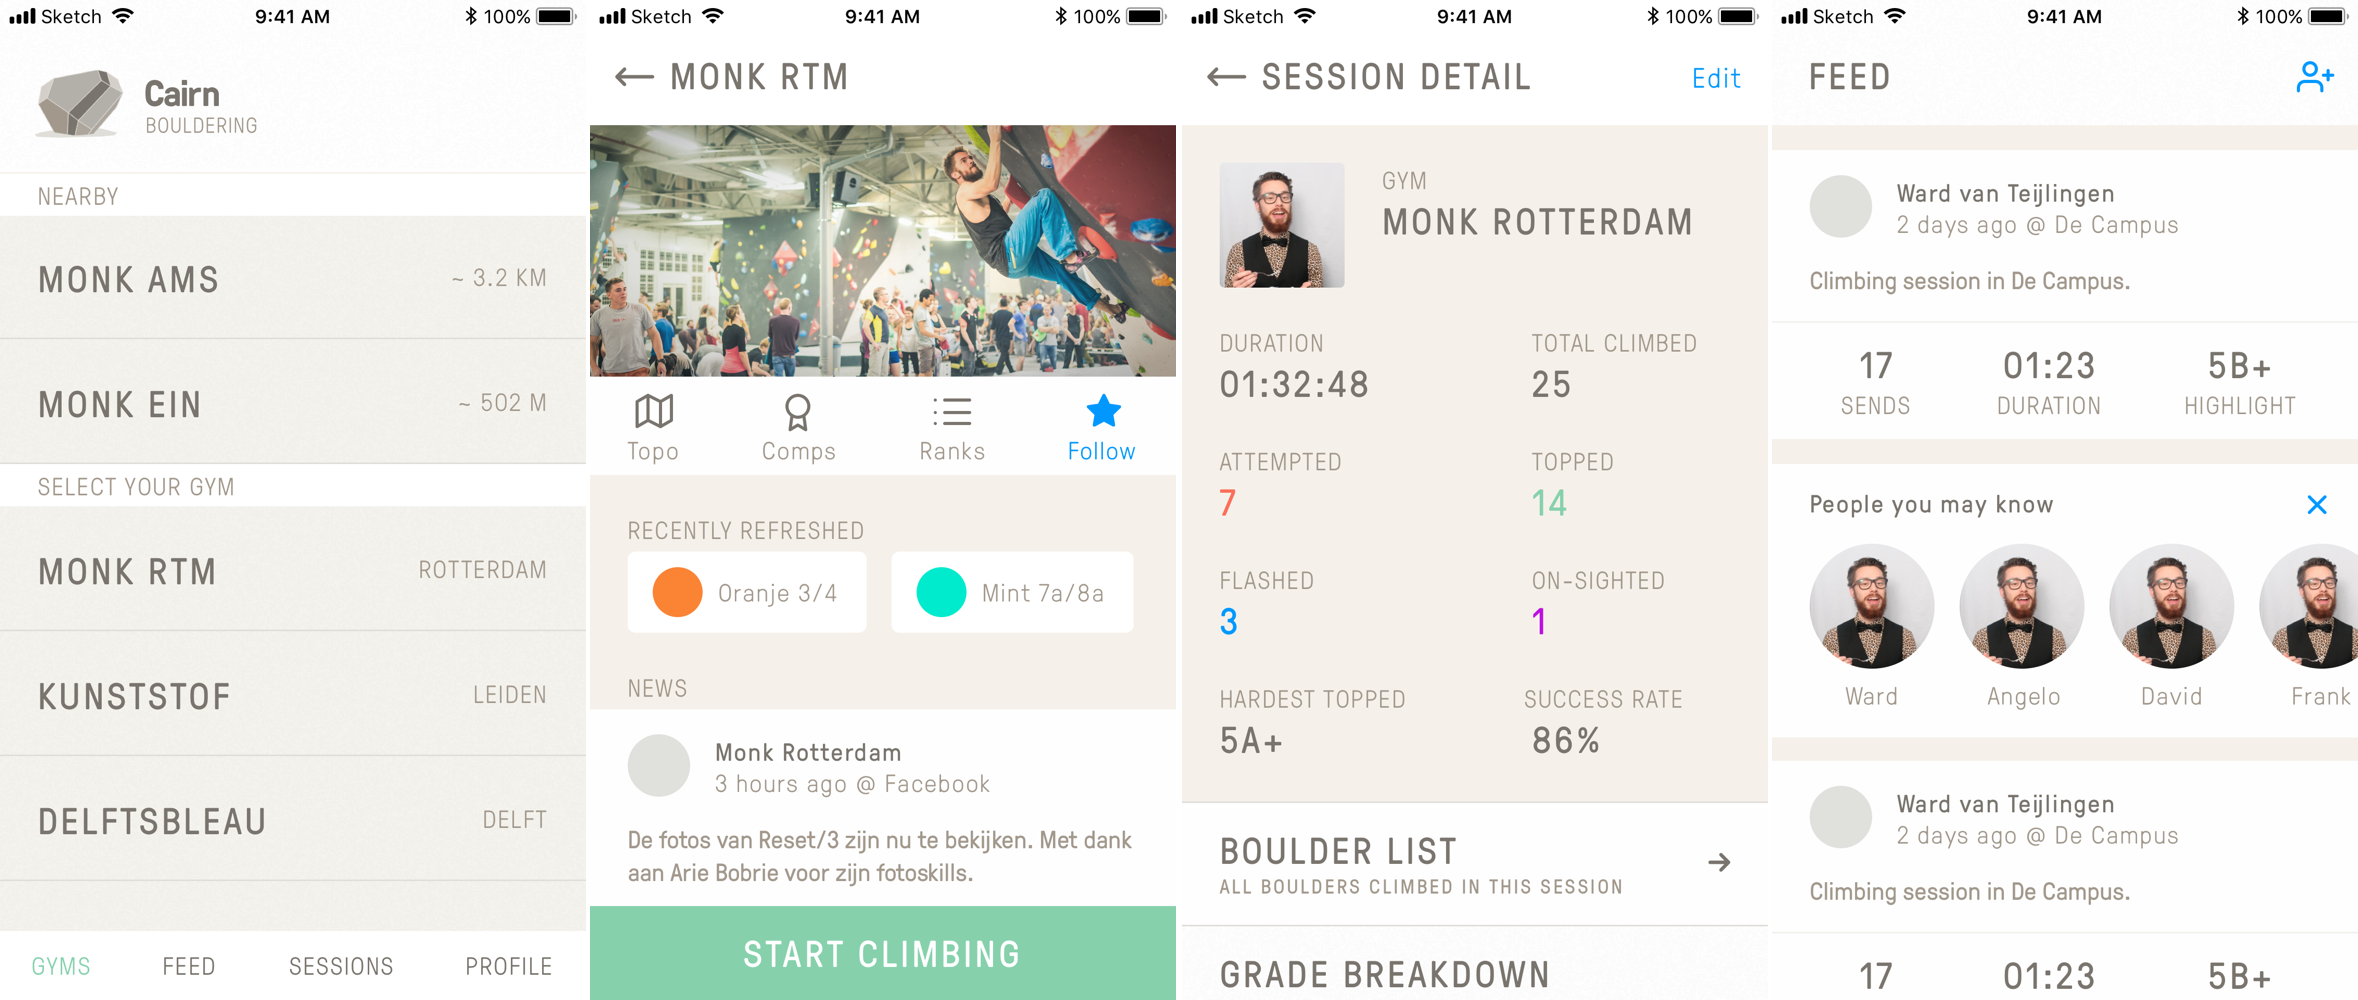 Sketch 9:41 AM 100%
Cairn
BOULDERING
NEARBY
MONK AMS ~ 3.2 KM
MONK EIN ~ 502 M
SELECT YOUR GYM
MONK RTM ROTTERDAM
KUNSTSTOF LEIDEN
DELFTSBLEAU DELFT
GYMS FEED SESSIONS PROFILE
Sketch 9:41 AM 100%
MONK RTM
Topo Comps Ranks Follow
RECENTLY REFRESHED
Oranje 3/4 Mint 7a/8a
NEWS
Monk Rotterdam
3 hours ago @ Facebook
De fotos van Reset/3 zijn nu te bekijken. Met dank
aan Arie Bobrie voor zijn fotoskills.
START CLIMBING
Sketch 9:41 AM 100%
SESSION DETAIL Edit
GYM
MONK ROTTERDAM
DURATION TOTAL CLIMBED
01:32:48 25
ATTEMPTED TOPPED
7 14
FLASHED ON-SIGHTED
3 1
HARDEST TOPPED SUCCESS RATE
5A+ 86%
BOULDER LIST
ALL BOULDERS CLIMBED IN THIS SESSION
GRADE BREAKDOWN
Sketch 9:41 AM 100%
FEED
Ward van Teijlingen
2 days ago @ De Campus
Climbing session in De Campus.
17 01:23 5B+
SENDS DURATION HIGHLIGHT
People you may know
Ward Angelo David Frank
Ward van Teijlingen
2 days ago @ De Campus
Climbing session in De Campus.
17 01:23 5B+